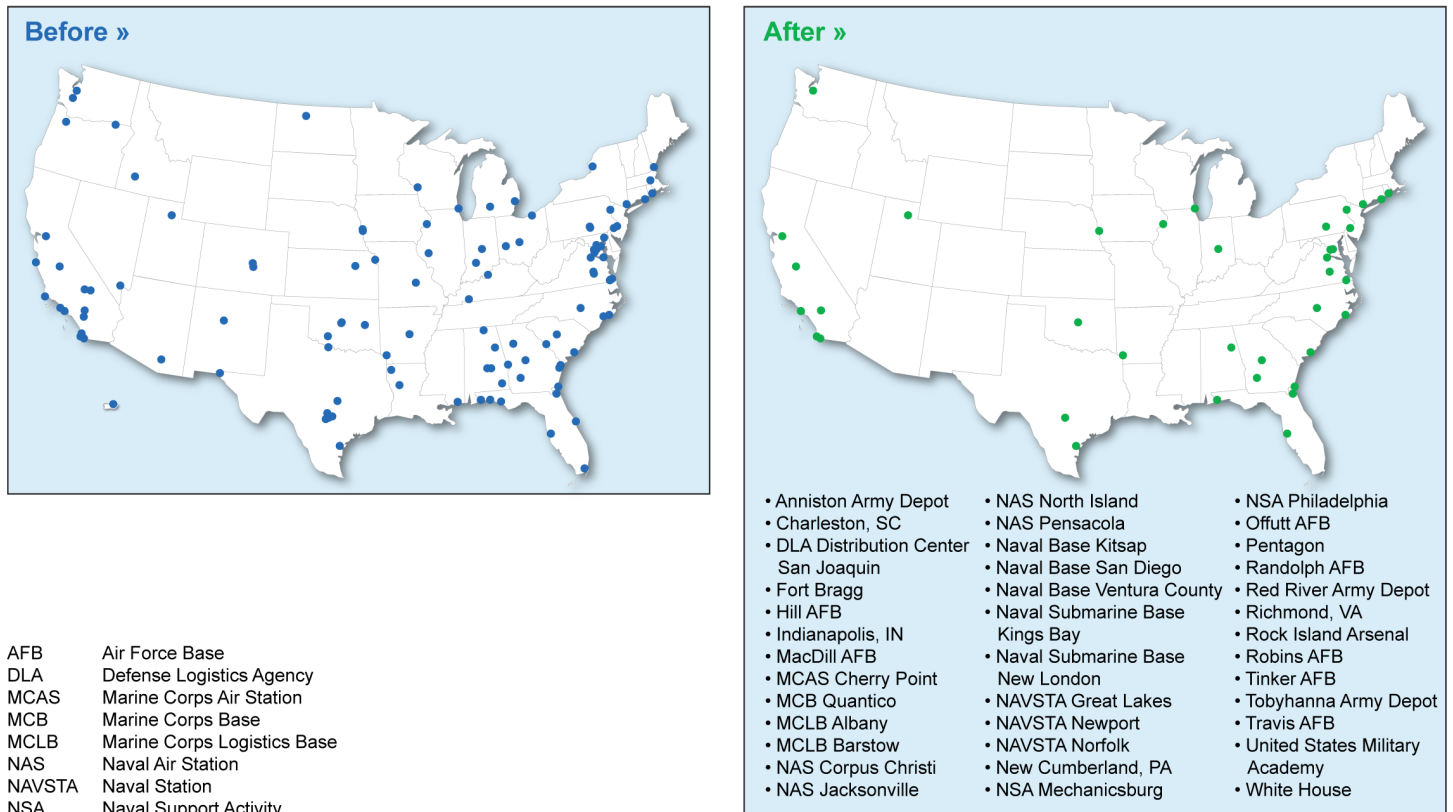 Before »
After »
• Anniston Army Depot
• Charleston, SC
• DLA Distribution Center
San Joaquin
• Fort Bragg
• Hill AFB
• Indianapolis, IN
• MacDill AFB
• MCAS Cherry Point
• MCB Quantico
• MCLB Albany
• MCLB Barstow
• NAS Corpus Christi
• NAS Jacksonville
• NAS North Island
• NAS Pensacola
• Naval Base Kitsap
• Naval Base San Diego
• Naval Base Ventura County
• Naval Submarine Base
Kings Bay
• Naval Submarine Base
New London
• NAVSTA Great Lakes
• NAVSTA Newport
• NAVSTA Norfolk
• New Cumberland, PA
• NSA Mechanicsburg
• NSA Philadelphia
• Offutt AFB
• Pentagon
• Randolph AFB
• Red River Army Depot
• Richmond, VA
• Rock Island Arsenal
• Robins AFB
• Tinker AFB
• Tobyhanna Army Depot
• Travis AFB
• United States Military
Academy
• White House
AFB Air Force Base
DLA Defense Logistics Agency
MCAS Marine Corps Air Station
MCB Marine Corps Base
MCLB Marine Corps Logistics Base
NAS Naval Air Station
NAVSTA Naval Station
NSA Naval Support Activity